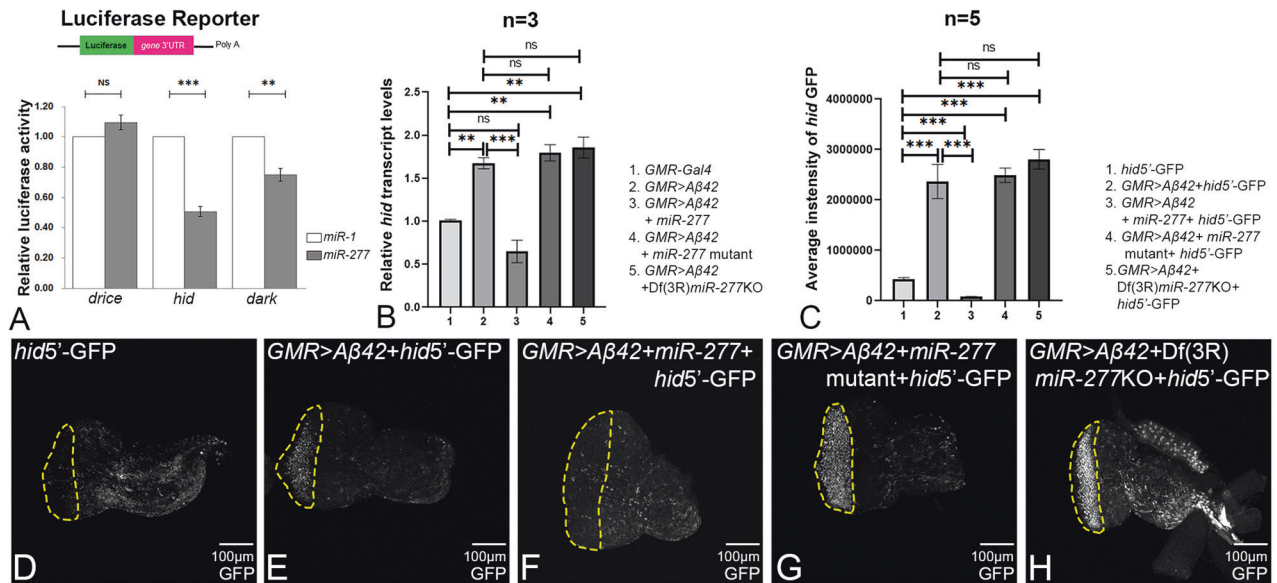 Luciferase Reporter
Luciferase gene 3'UTR Poly A
NS *** **
Relative luciferase activity
1.20
1.00
0.80
0.60
0.40
0.20
0.00
drice hid dark
miR-1
miR-277
A
n=3
ns
ns
**
**
ns
** ***
Relative hid transcript levels
2.5
2.0
1.5
1.0
0.5
0.0
1 2 3 4 5
B
1. GMR-Gal4
2. GMR>Aβ42
3. GMR>Aβ42
+ miR-277
4. GMR>Aβ42
+ miR-277 mutant
5. GMR>Aβ42
+Df(3R)miR-277KO
n=5
ns
ns
***
***
***
*** ***
Average instensity of hid GFP
4000000
3000000
2000000
1000000
0
1 2 3 4 5
C
1. hid5'-GFP
2. GMR>Aβ42+hid5'-GFP
3. GMR>Aβ42
+ miR-277+ hid5'-GFP
4. GMR>Aβ42+ miR-277
mutant+ hid5'-GFP
5.GMR>Aβ42+
Df(3R)miR-277KO+
hid5'-GFP
hid5'-GFP
D
100µm
GFP
GMR>Aβ42+hid5'-GFP
E
100µm
GFP
GMR>Aβ42+miR-277+
hid5'-GFP
F
100µm
GFP
GMR>Aβ42+miR-277
mutant+hid5'-GFP
G
100µm
GFP
GMR>Aβ42+Df(3R)
miR-277KO+hid5'-GFP
H
100µm
GFP